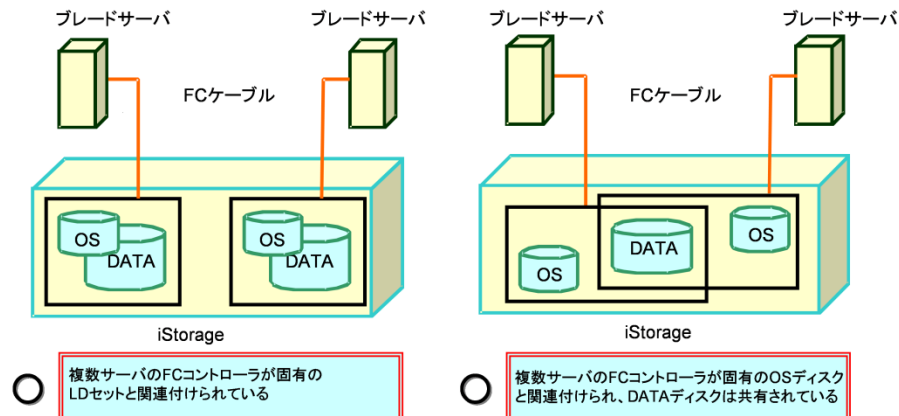 ブレードサーバ
ブレードサーバ
ブレードサーバ
ブレードサーバ
FCケーブル
FCケーブル
OS
DATA
OS
DATA
OS
DATA
OS
iStorage
iStorage
複数サーバのFCコントローラが固有の
LDセットと関連付けられている
複数サーバのFCコントローラが固有のOSディスク
と関連付けられ、DATAディスクは共有されている